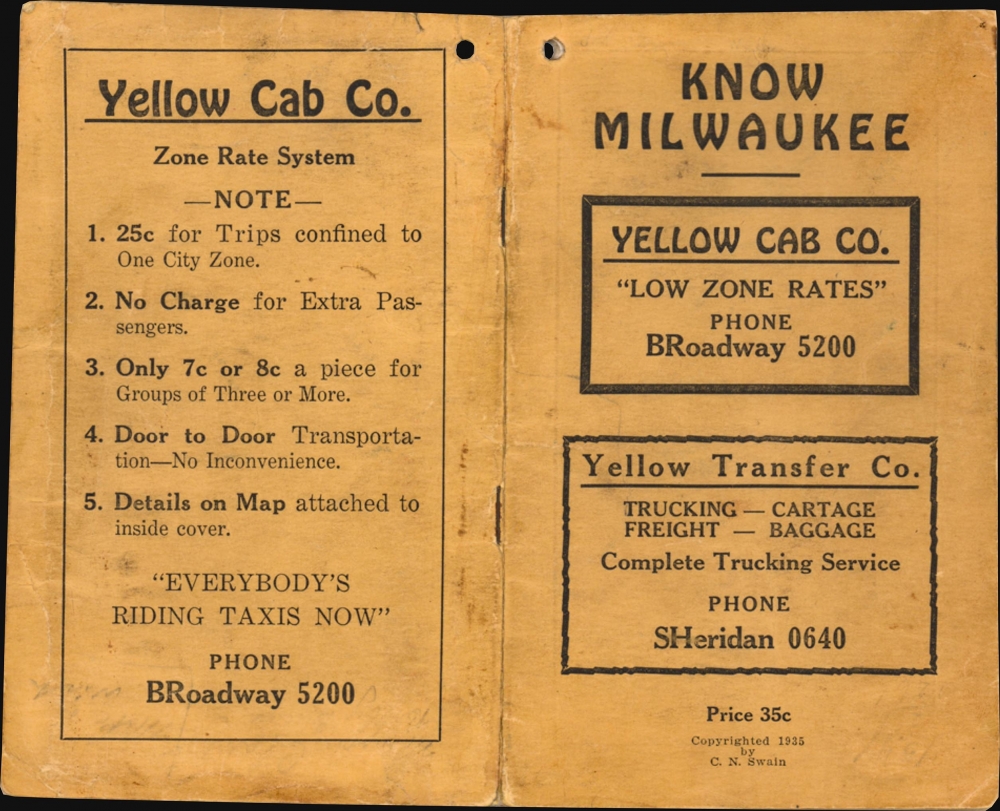 Yellow Cab Co.
Zone Rate System
—NOTE—
1. 25c for Trips confined to
One City Zone.
2. No Charge for Extra Pas-
sengers.
3. Only 7c or 8c a piece for
Groups of Three or More.
4. Door to Door Transporta-
tion—No Inconvenience.
5. Details on Map attached to
inside cover.
"EVERYBODY'S
RIDING TAXIS NOW"
PHONE
BRoadway 5200
KNOW
MILWAUKEE
YELLOW CAB CO.
"LOW ZONE RATES"
PHONE
BRoadway 5200
Yellow Transfer Co.
TRUCKING — CARTAGE
FREIGHT — BAGGAGE
Complete Trucking Service
PHONE
SHeridan 0640
Price 35c
Copyrighted 1935
by
C. N. Swain